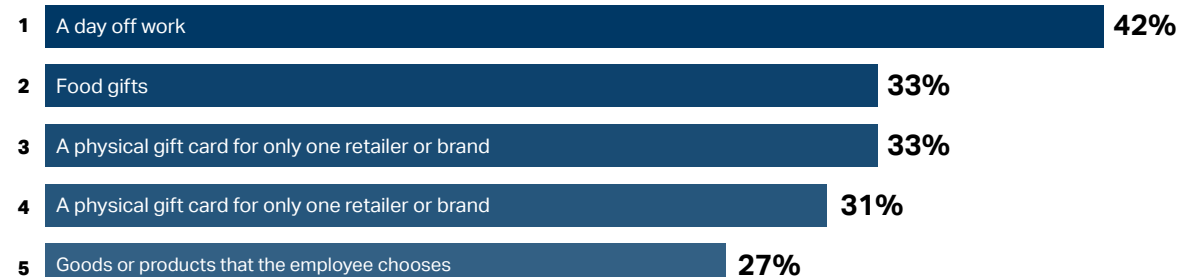 1 A day off work 42%
2 Food gifts 33%
3 A physical gift card for only one retailer or brand 33%
4 A physical gift card for only one retailer or brand 31%
5 Goods or products that the employee chooses 27%